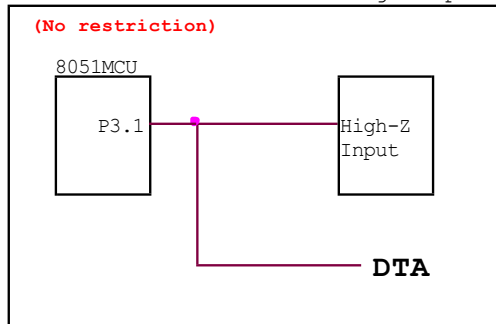 (No restriction)
8051MCU
P3.1
High-Z
Input
DTA